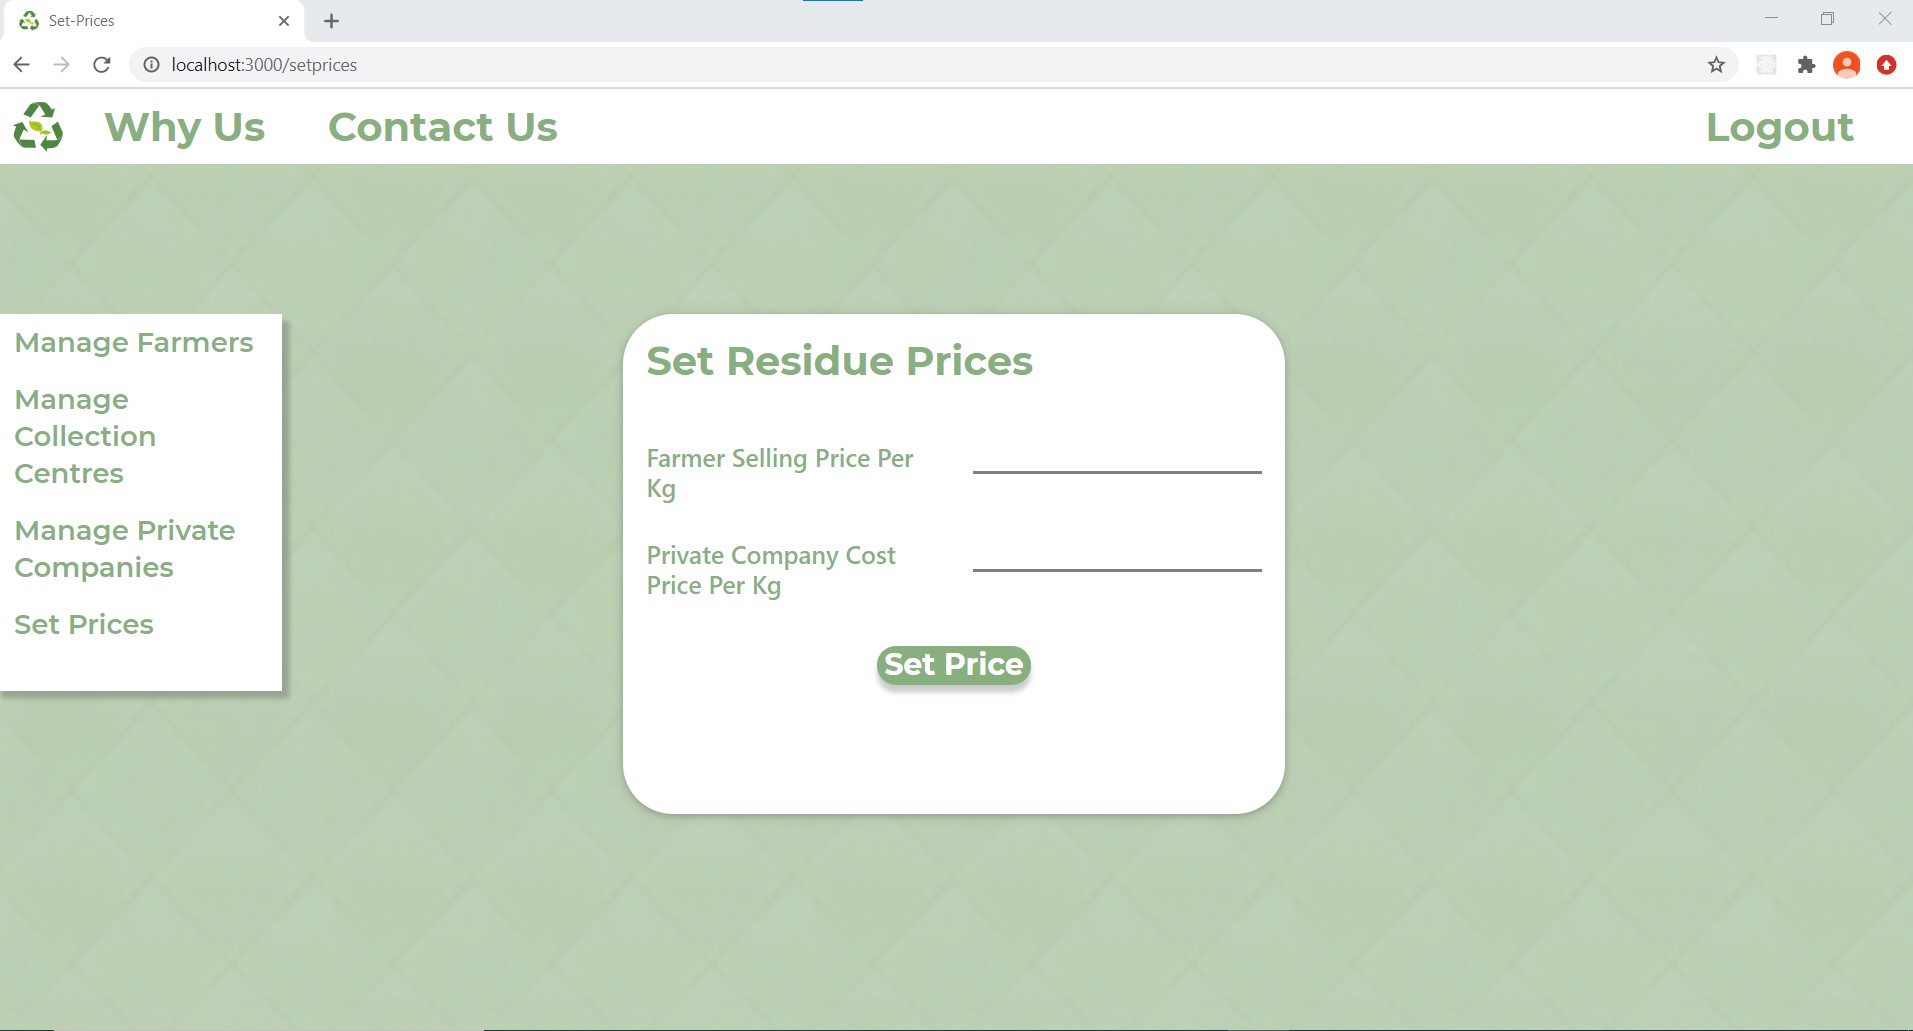 Set-Prices
localhost:3000/setprices
Why Us
Contact Us
Logout
Manage Farmers
Manage
Collection
Centres
Manage Private
Companies
Set Prices
Set Residue Prices
Farmer Selling Price Per
Kg
Private Company Cost
Price Per Kg
Set Price